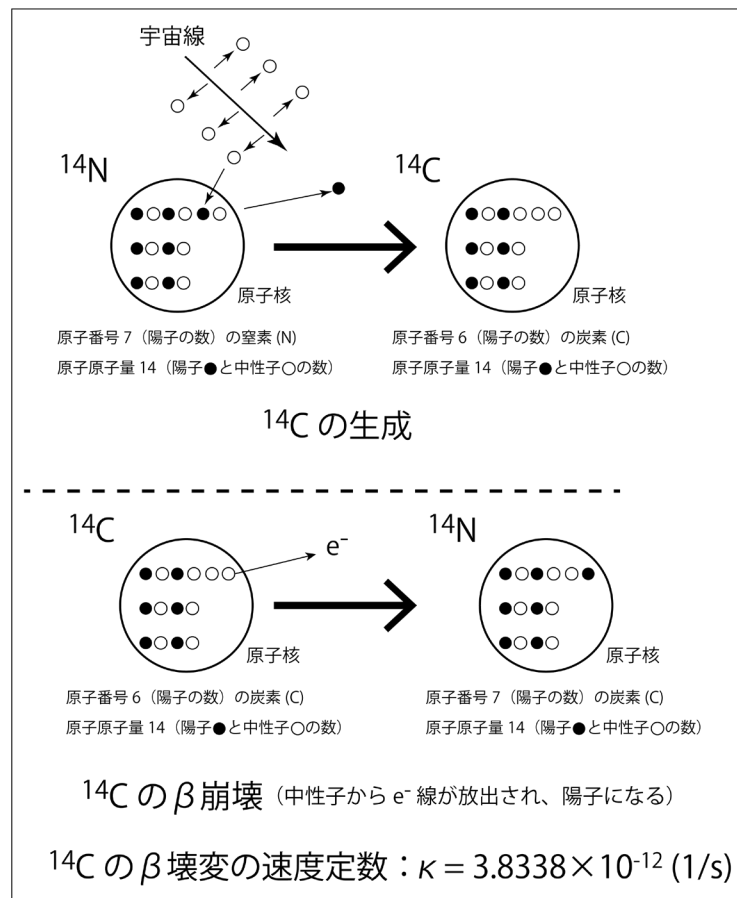 宇宙線
¹⁴N
¹⁴C
原子核
原子核
原子番号 7（陽子の数）の窒素 (N)
原子番号 6（陽子の数）の炭素 (C)
原子原子量 14（陽子●と中性子○の数）
原子原子量 14（陽子●と中性子○の数）
¹⁴C の生成
¹⁴C
¹⁴N
e⁻
原子核
原子核
原子番号 6（陽子の数）の炭素 (C)
原子番号 7（陽子の数）の炭素 (C)
原子原子量 14（陽子●と中性子○の数）
原子原子量 14（陽子●と中性子○の数）
¹⁴C の β 崩壊（中性子から e⁻ 線が放出され、陽子になる）
¹⁴C の β 壊変の速度定数：κ = 3.8338×10⁻¹² (1/s)